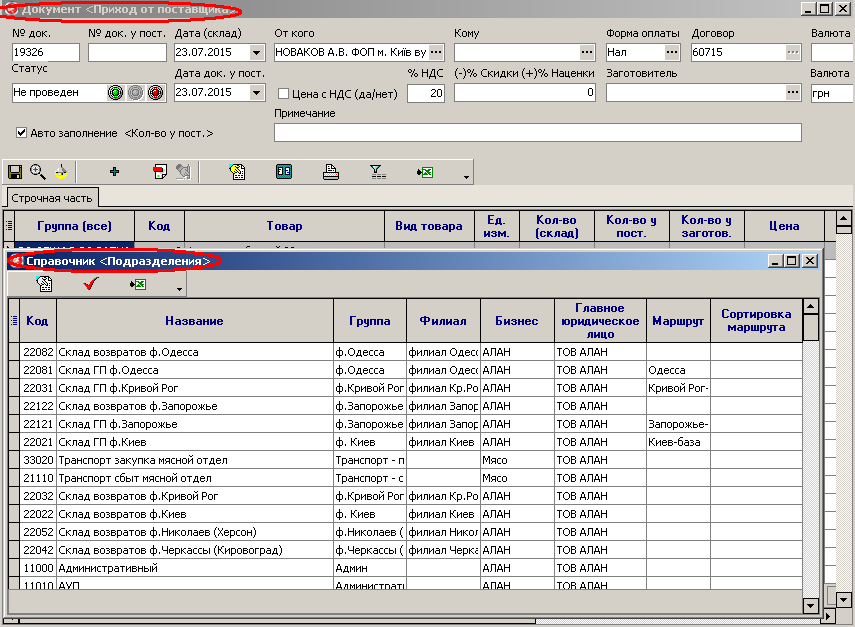 Документ <Приход от поставщика>
№ док. № док. у пост. Дата (склад) От кого Кому Форма оплаты Договор Валюта
19326 23.07.2015 НОВАКОВ А.В. ФОП м. Київ ву Нал 60715
Статус Дата док. у пост. % НДС (-)% Скидки (+)% Наценки Заготовитель Валюта
Не проведен 23.07.2015 Цена с НДС (да/нет) 20 0 грн
Примечание
Авто заполнение <Кол-во у пост.>
Строчная часть
Группа (все) Код Товар Вид товара Ед. изм. Кол-во (склад) Кол-во у пост. Кол-во у заготов. Цена
Справочник <Подразделения>
Код Название Группа Филиал Бизнес Главное юридическое лицо Маршрут Сортировка маршрута
22082 Склад возвратов ф.Одесса ф.Одесса филиал Одесс АЛАН ТОВ АЛАН
22081 Склад ГП ф.Одесса ф.Одесса филиал Одесс АЛАН ТОВ АЛАН Одесса
22031 Склад ГП ф.Кривой Рог ф.Кривой Рог филиал Кр.Ро АЛАН ТОВ АЛАН Кривой Рог-
22122 Склад возвратов ф.Запорожье ф.Запорожье филиал Запор АЛАН ТОВ АЛАН
22121 Склад ГП ф.Запорожье ф.Запорожье филиал Запор АЛАН ТОВ АЛАН Запорожье-
22021 Склад ГП ф.Киев ф. Киев филиал Киев АЛАН ТОВ АЛАН Киев-база
33020 Транспорт закупка мясной отдел Транспорт - п Мясо ТОВ АЛАН
21110 Транспорт сбыт мясной отдел Транспорт - с АЛАН ТОВ АЛАН
22032 Склад возвратов ф.Кривой Рог ф.Кривой Рог филиал Кр.Ро АЛАН ТОВ АЛАН
22022 Склад возвратов ф.Киев ф. Киев филиал Киев АЛАН ТОВ АЛАН
22052 Склад возвратов ф.Николаев (Херсон) ф.Николаев ( филиал Никол АЛАН ТОВ АЛАН
22042 Склад возвратов ф.Черкассы (Кировоград) ф.Черкассы ( филиал Черка АЛАН ТОВ АЛАН
11000 Административный Админ АЛАН ТОВ АЛАН
11010 АУП Администрати АЛАН ТОВ АЛАН